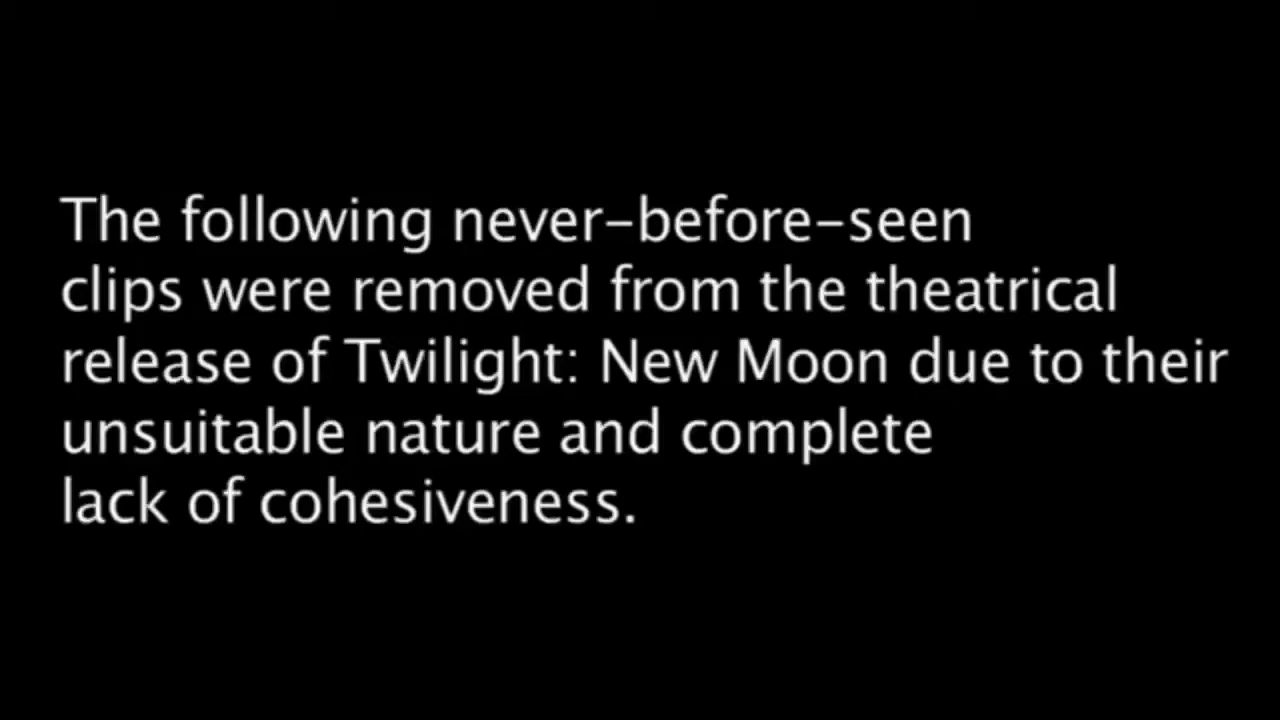 The following never-before-seen
clips were removed from the theatrical
release of Twilight: New Moon due to their
unsuitable nature and complete
lack of cohesiveness.